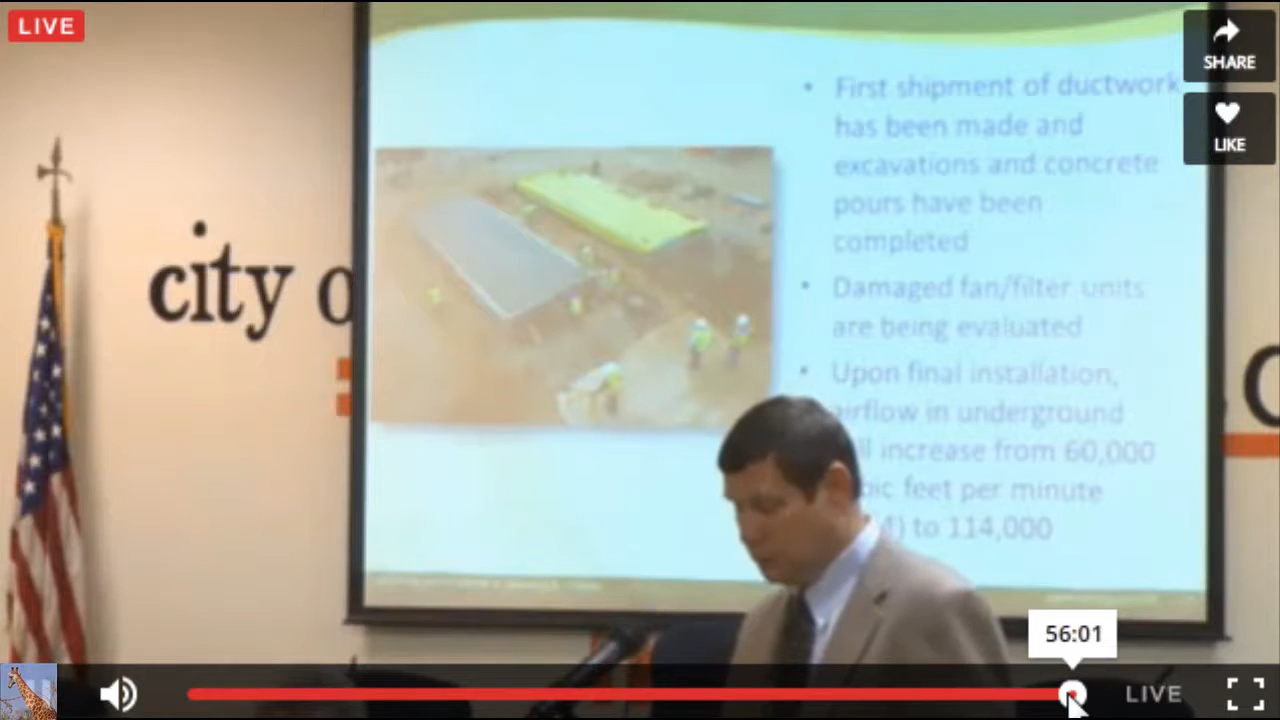 LIVE
SHARE
LIKE
city o
• First shipment of ductwork
has been made and
excavations and concrete
pours have been
completed
• Damaged fan/filter units
are being evaluated
• Upon final installation,
airflow in underground
increase from 60,000
feet per minute
to 114,000
56:01
LIVE